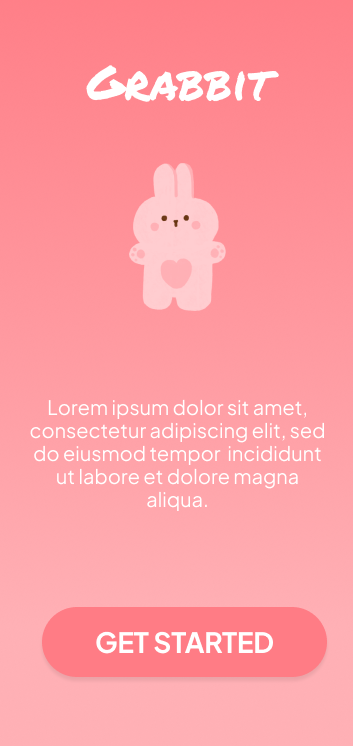 GRABBIT
Lorem ipsum dolor sit amet,
consectetur adipiscing elit, sed
do eiusmod tempor incididunt
ut labore et dolore magna
aliqua.
GET STARTED